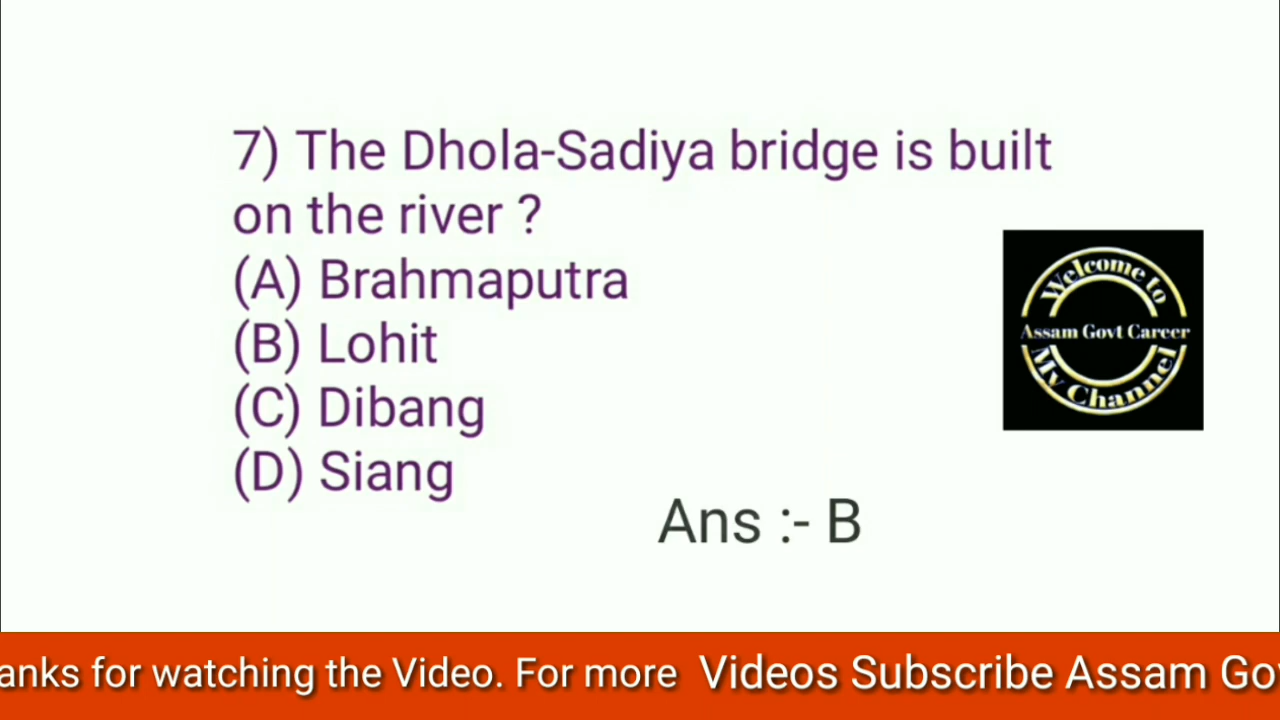 7) The Dhola-Sadiya bridge is built
on the river ?
(A) Brahmaputra
(B) Lohit
(C) Dibang
(D) Siang
Ans :- B
Welcome to
Assam Govt Career
My Channel
anks for watching the Video. For more Videos Subscribe Assam Go